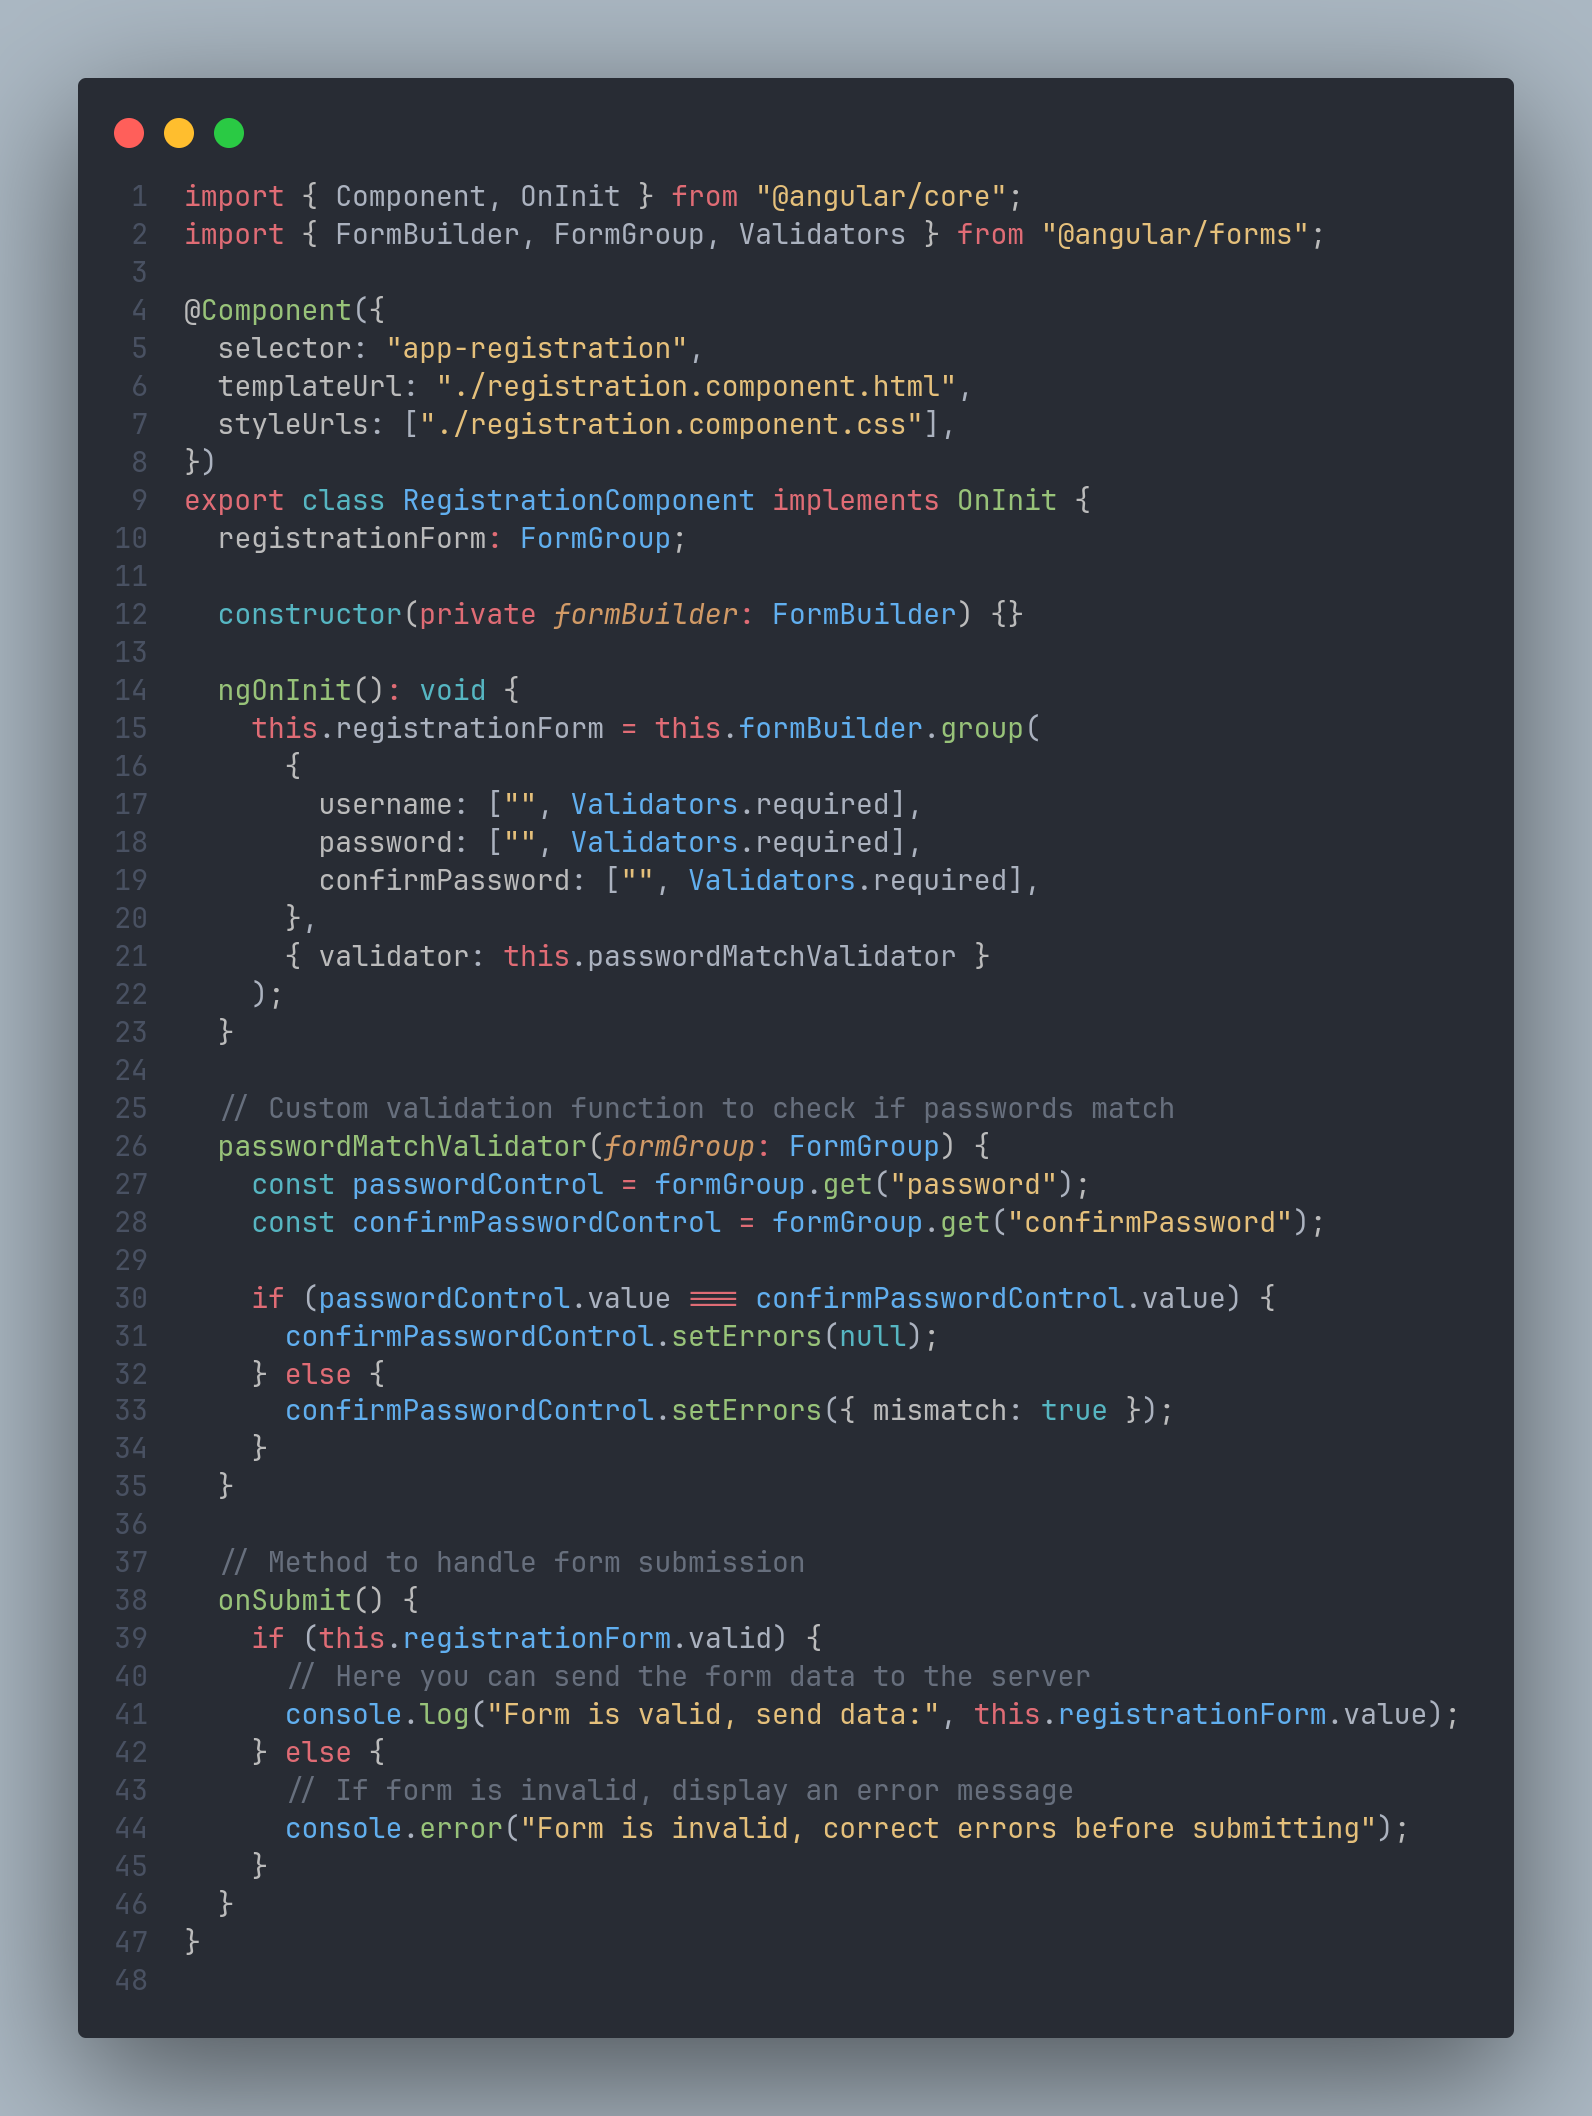 1 import { Component, OnInit } from "@angular/core";
2 import { FormBuilder, FormGroup, Validators } from "@angular/forms";
3
4 @Component({
5   selector: "app-registration",
6   templateUrl: "./registration.component.html",
7   styleUrls: ["./registration.component.css"],
8 })
9 export class RegistrationComponent implements OnInit {
10   registrationForm: FormGroup;
11
12   constructor(private formBuilder: FormBuilder) {}
13
14   ngOnInit(): void {
15     this.registrationForm = this.formBuilder.group(
16       {
17         username: ["", Validators.required],
18         password: ["", Validators.required],
19         confirmPassword: ["", Validators.required],
20       },
21       { validator: this.passwordMatchValidator }
22     );
23   }
24
25   // Custom validation function to check if passwords match
26   passwordMatchValidator(formGroup: FormGroup) {
27     const passwordControl = formGroup.get("password");
28     const confirmPasswordControl = formGroup.get("confirmPassword");
29
30     if (passwordControl.value === confirmPasswordControl.value) {
31       confirmPasswordControl.setErrors(null);
32     } else {
33       confirmPasswordControl.setErrors({ mismatch: true });
34     }
35   }
36
37   // Method to handle form submission
38   onSubmit() {
39     if (this.registrationForm.valid) {
40       // Here you can send the form data to the server
41       console.log("Form is valid, send data:", this.registrationForm.value);
42     } else {
43       // If form is invalid, display an error message
44       console.error("Form is invalid, correct errors before submitting");
45     }
46   }
47 }
48